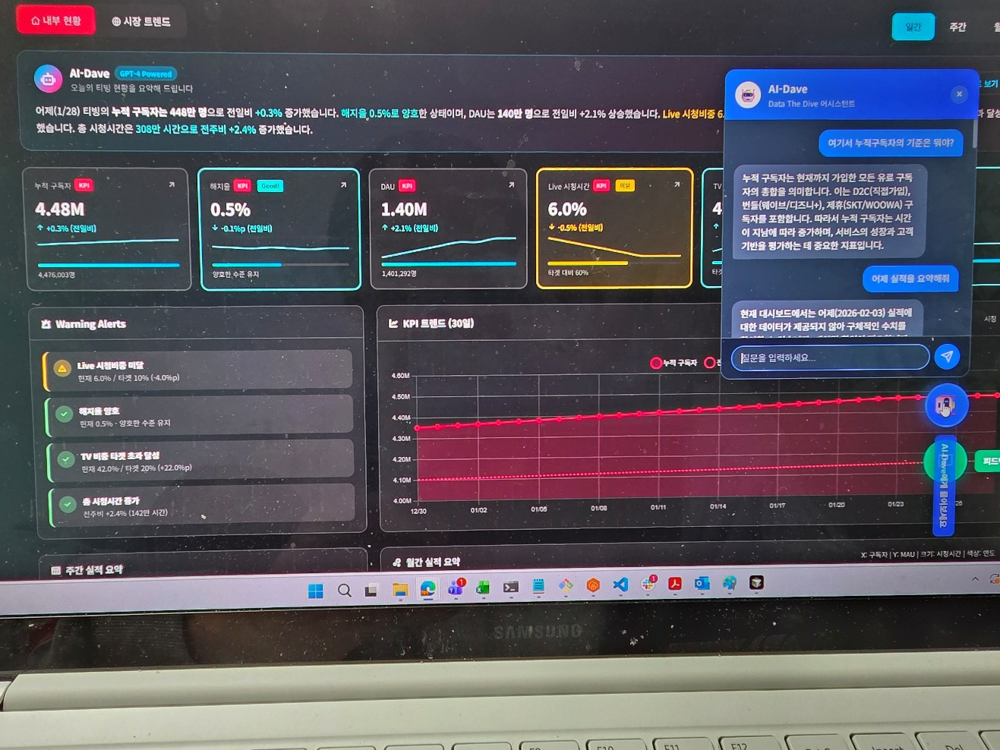 내부 현황
시장 트렌드
일간
주간
AI-Dave
GPT-4 Powered
오늘의 티빙 현황을 요약해 드립니다
보기
어제(1/28) 티빙의 누적 구독자는 448만 명으로 전일비 +0.3% 증가했습니다. 해지율 0.5%로 양호한 상태이며, DAU는 140만 명으로 전일비 +2.1% 상승했습니다. Live 시청비중 6.
달성
했습니다. 총 시청시간은 308만 시간으로 전주비 +2.4% 증가했습니다.
누적 구독자 KPI
4.48M
↑ +0.3% (전일비)
4,476,003명
해지율 KPI Good!
0.5%
↓ -0.1%p (전일비)
양호한 수준 유지
DAU KPI
1.40M
↑ +2.1% (전일비)
1,401,292명
Live 시청시간 KPI 미달
6.0%
↓ -0.5% (전일비)
타겟 대비 60%
TV
4
↑
AI-Dave
Data The Dive 어시스턴트
여기서 누적구독자의 기준은 뭐야?
누적 구독자는 현재까지 가입한 모든 유료 구독
자의 총합을 의미합니다. 이는 D2C(직접가입),
번들(웨이브/디즈니+), 제휴(SKT/WOOWA) 구
독자를 포함합니다. 따라서 누적 구독자는 시간
이 지남에 따라 증가하며, 서비스의 성장과 고객
기반을 평가하는 데 중요한 지표입니다.
어제 실적을 요약해줘
현재 대시보드에서는 어제(2026-02-03) 실적에
대한 데이터가 제공되지 않아 구체적인 수치를
질문을 입력하세요...
AI-Dave에게 물어보세요
피드
Warning Alerts
Live 시청비중 미달
현재 6.0% / 타겟 10% (-4.0%p)
해지율 양호
현재 0.5% - 양호한 수준 유지
TV 비중 타겟 초과 달성
현재 42.0% / 타겟 20% (+22.0%p)
총 시청시간 증가
전주비 +2.4% (142만 시간)
KPI 트렌드 (30일)
시청
누적 구독자
4.60M
4.50M
4.40M
4.30M
4.20M
4.10M
4.00M
12/30
01/02
01/05
01/08
01/11
01/14
01/17
01/20
01/23
26
주간 실적 요약
월간 실적 요약
X: 구독자 | Y: MAU | 크기: 시청시간 | 색상: 연도
1
1
SAMSUNG
F9
F10
F11
F12
Insert
Del